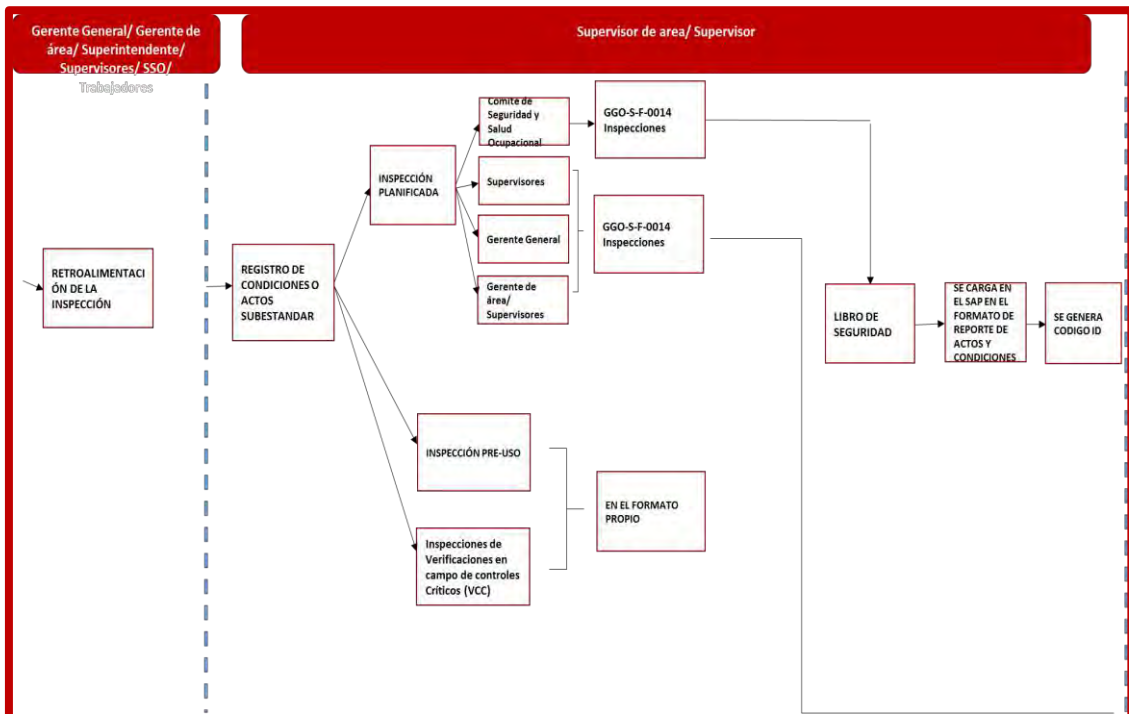 Gerente General/ Gerente de
área/ Superintendente/
Supervisores/ SSO/
Trabajadores
Supervisor de area/ Supervisor
RETROALIMENTACI
ÓN DE LA
INSPECCIÓN
REGISTRO DE
CONDICIONES O
ACTOS
SUBESTANDAR
INSPECCIÓN
PLANIFICADA
Comite de
Seguridad y
Salud
Ocupacional
GGO-S-F-0014
Inspecciones
Supervisores
Gerente General
Gerente de
área/
Supervisores
GGO-S-F-0014
Inspecciones
LIBRO DE
SEGURIDAD
SE CARGA EN
EL SAP EN EL
FORMATO DE
REPORTE DE
ACTOS Y
CONDICIONES
SE GENERA
CODIGO ID
INSPECCIÓN PRE-USO
Inspecciones de
Verificaciones en
campo de controles
Críticos (VCC)
EN EL FORMATO
PROPIO